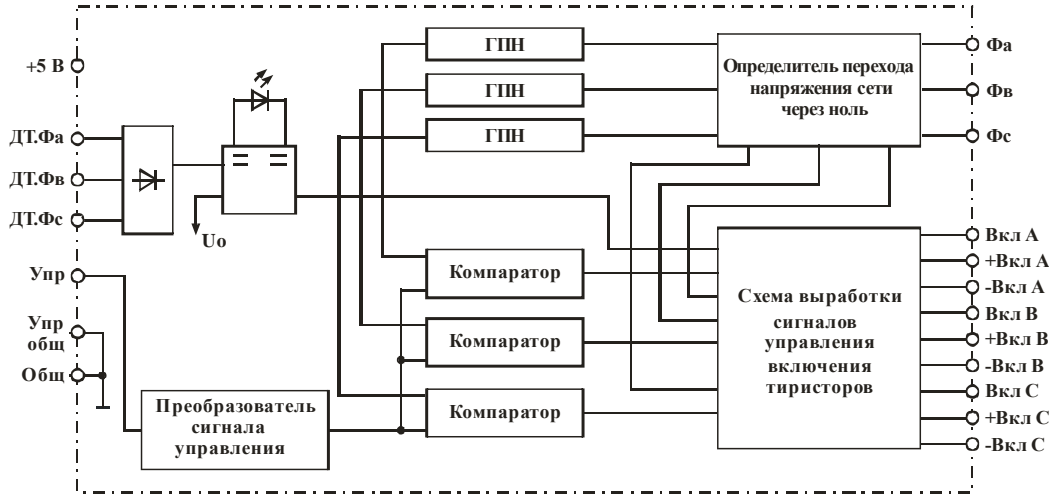 +5 В
ДТ.Фа
ДТ.Фв
ДТ.Фс
Упр
Упр
общ
Общ
Uо
Преобразователь
сигнала
управления
ГПН
ГПН
ГПН
Компаратор
Компаратор
Компаратор
Определитель перехода
напряжения сети
через ноль
Схема выработки
сигналов
управления
включения
тиристоров
Фа
Фв
Фс
Вкл А
+Вкл А
-Вкл А
Вкл В
+Вкл В
-Вкл В
Вкл С
+Вкл С
-Вкл С